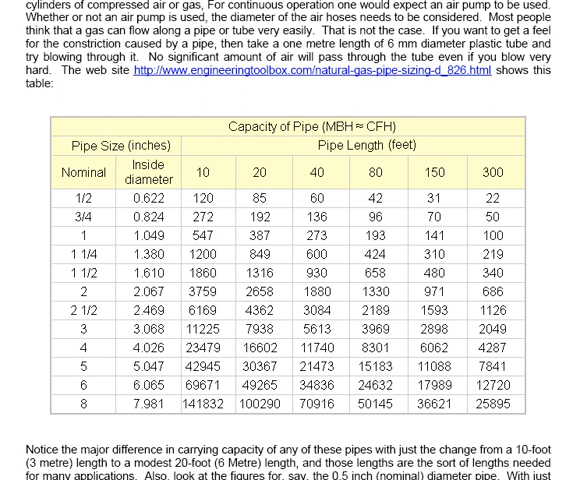 cylinders of compressed air or gas, For continuous operation one would expect an air pump to be used.
Whether or not an air pump is used, the diameter of the air hoses needs to be considered. Most people
think that a gas can flow along a pipe or tube very easily. That is not the case. If you want to get a feel
for the constriction caused by a pipe, then take a one metre length of 6 mm diameter plastic tube and
try blowing through it. No significant amount of air will pass through the tube even if you blow very
hard. The web site http://www.engineeringtoolbox.com/natural-gas-pipe-sizing-d_826.html shows this
table:
Capacity of Pipe (MBH ≈ CFH)
Pipe Size (inches) Pipe Length (feet)
Nominal Inside diameter 10 20 40 80 150 300
1/2 0.622 120 85 60 42 31 22
3/4 0.824 272 192 136 96 70 50
1 1.049 547 387 273 193 141 100
1 1/4 1.380 1200 849 600 424 310 219
1 1/2 1.610 1860 1316 930 658 480 340
2 2.067 3759 2658 1880 1330 971 686
2 1/2 2.469 6169 4362 3084 2189 1593 1126
3 3.068 11225 7938 5613 3969 2898 2049
4 4.026 23479 16602 11740 8301 6062 4287
5 5.047 42945 30367 21473 15183 11088 7841
6 6.065 69671 49265 34836 24632 17989 12720
8 7.981 141832 100290 70916 50145 36621 25895
Notice the major difference in carrying capacity of any of these pipes with just the change from a 10-foot
(3 metre) length to a modest 20-foot (6 Metre) length, and those lengths are the sort of lengths needed
for many applications. Also, look at the figures for, say, the 0.5 inch (nominal) diameter pipe. With just